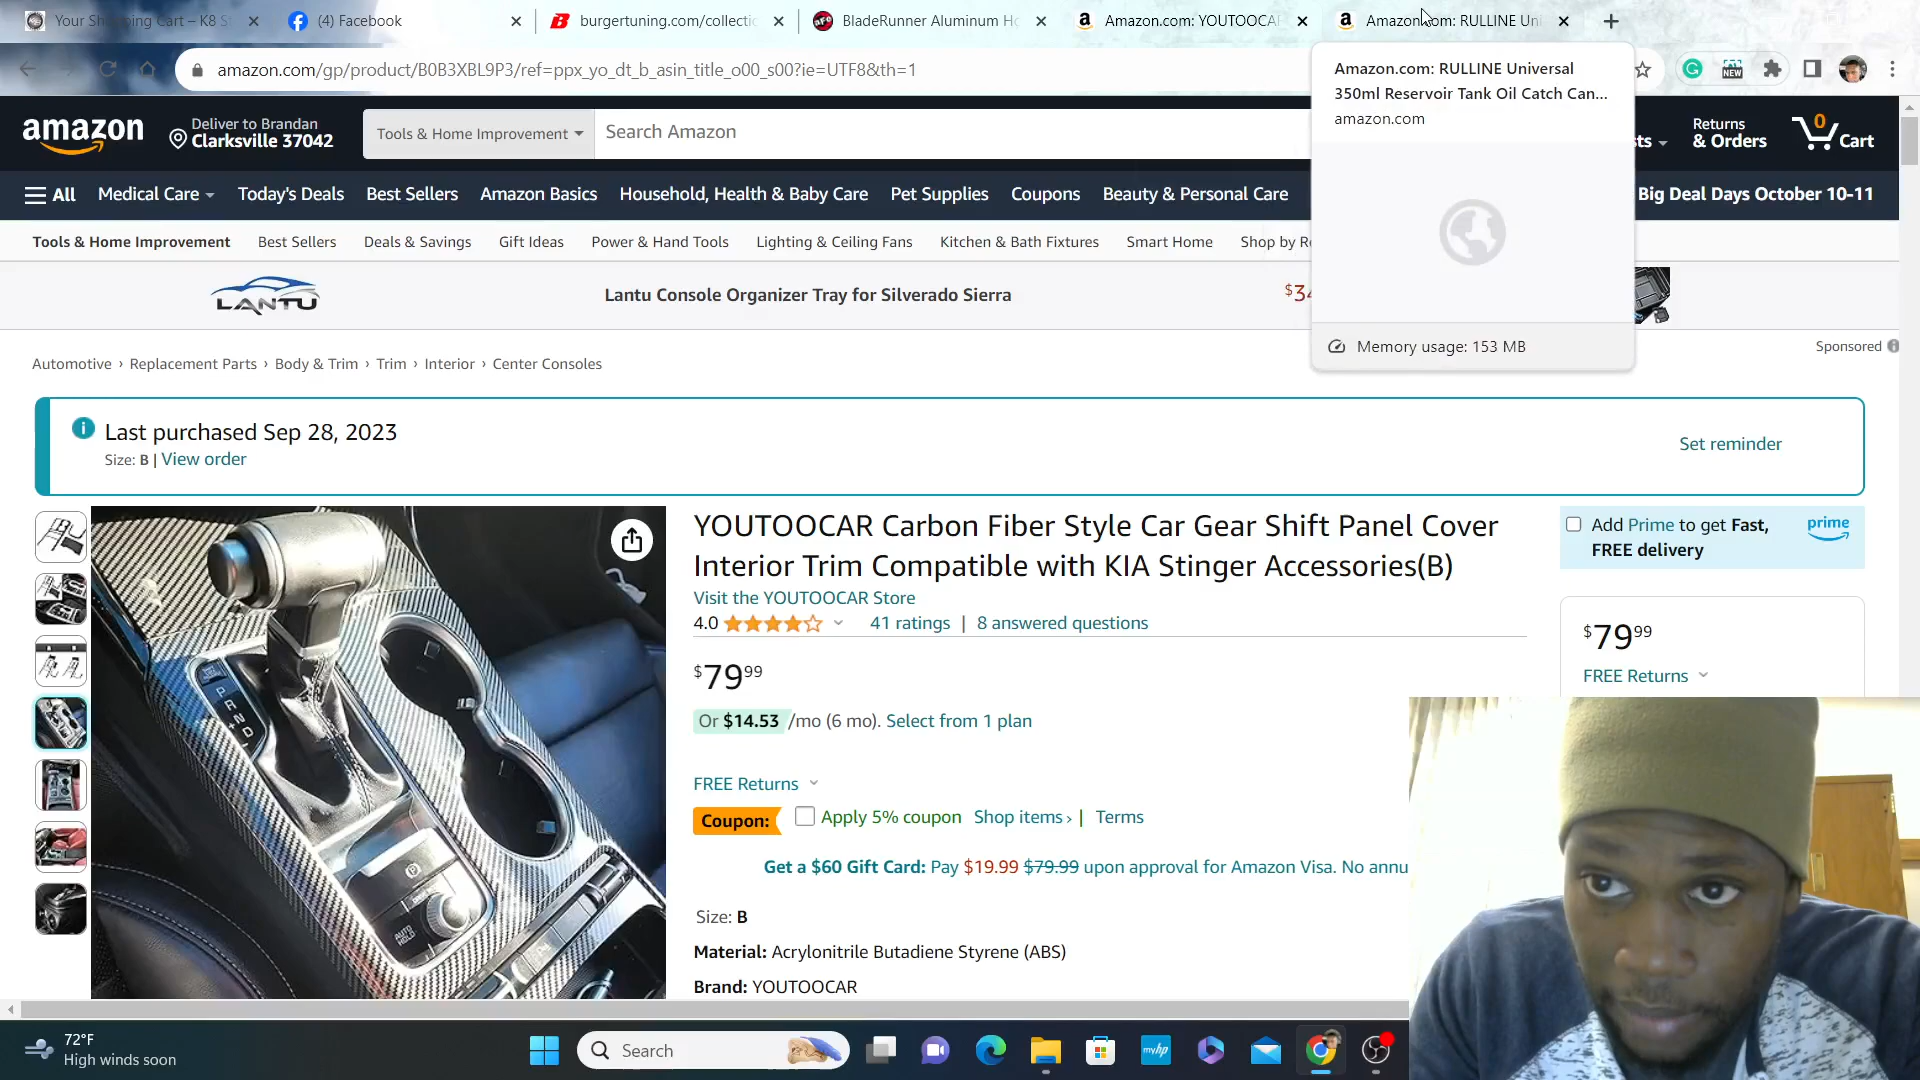 Your Shopping Cart – K8 S
(4) Facebook
burgertuning.com/collectio
BladeRunner Aluminum Ho
Amazon.com: YOUTOOCA
Amazon.com: RULLINE Uni
amazon.com/gp/product/B0B3XBL9P3/ref=ppx_yo_dt_b_asin_title_o00_s00?ie=UTF8&th=1
NEW
Amazon.com: RULLINE Universal
350ml Reservoir Tank Oil Catch Can...
amazon.com
Memory usage: 153 MB
amazon
Deliver to Brandan
Clarksville 37042
Tools & Home Improvement
Search Amazon
ts
Returns
& Orders
0
Cart
All
Medical Care
Today's Deals
Best Sellers
Amazon Basics
Household, Health & Baby Care
Pet Supplies
Coupons
Beauty & Personal Care
Big Deal Days October 10-11
Tools & Home Improvement
Best Sellers
Deals & Savings
Gift Ideas
Power & Hand Tools
Lighting & Ceiling Fans
Kitchen & Bath Fixtures
Smart Home
Shop by R
LANTU
Lantu Console Organizer Tray for Silverado Sierra
$34
Sponsored
Automotive › Replacement Parts › Body & Trim › Trim › Interior › Center Consoles
Last purchased Sep 28, 2023
Size: B | View order
Set reminder
YOUTOOCAR Carbon Fiber Style Car Gear Shift Panel Cover
Interior Trim Compatible with KIA Stinger Accessories(B)
Visit the YOUTOOCAR Store
4.0
41 ratings | 8 answered questions
$79.99
Or $14.53 /mo (6 mo). Select from 1 plan
FREE Returns
Coupon: Apply 5% coupon Shop items › | Terms
Get a $60 Gift Card: Pay $19.99 $79.99 upon approval for Amazon Visa. No annu
Size: B
Material: Acrylonitrile Butadiene Styrene (ABS)
Brand: YOUTOOCAR
Add Prime to get Fast,
FREE delivery
prime
$79.99
FREE Returns
P
R
N
D
AUTO
HOLD
72°F
High winds soon
Search
myhp